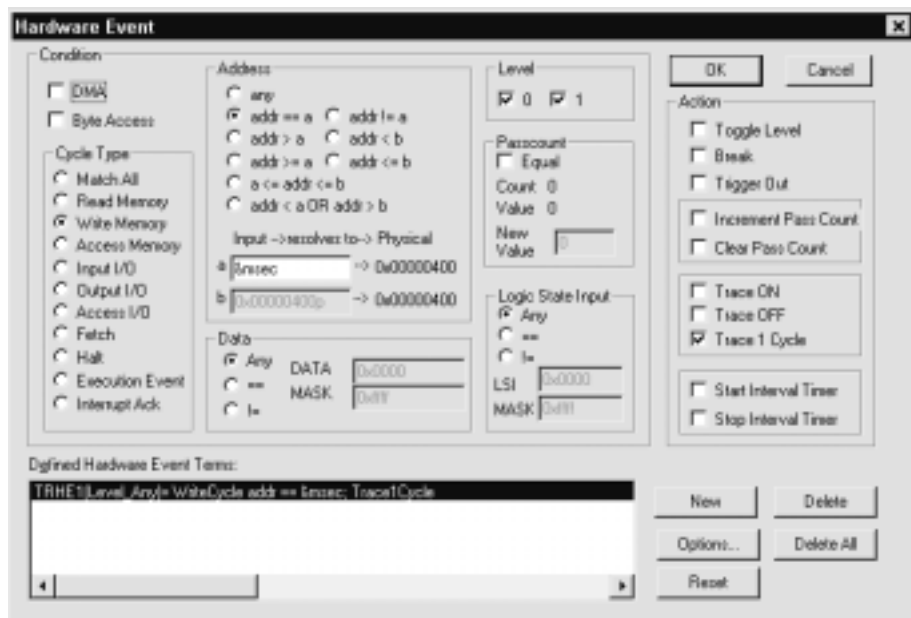 Hardware Event
Condition
DMA
Byte Access
Cycle Type
Match All
Read Memory
Write Memory
Access Memory
Input I/O
Output I/O
Access I/O
Fetch
Halt
Execution Event
Interrupt Ack
Address
any
addr == a addr != a
addr > a addr < b
addr >= a addr <= b
a <= addr <= b
addr < a OR addr > b
Input -->resolves to--> Physical
a &msec --> 0x00000400
b 0x00000400p --> 0x00000400
Data
Any
==
!=
DATA 0x0000
MASK 0xffff
Level
0 1
Passcount
Equal
Count 0
Value 0
New Value 0
Logic State Input
Any
==
!=
LSI 0x0000
MASK 0xffff
OK Cancel
Action
Toggle Level
Break
Trigger Out
Increment Pass Count
Clear Pass Count
Trace ON
Trace OFF
Trace 1 Cycle
Start Interval Timer
Stop Interval Timer
Defined Hardware Event Terms:
TRHE1(Level_Any)= WriteCycle addr == &msec; Trace1Cycle
New Delete
Options... Delete All
Reset